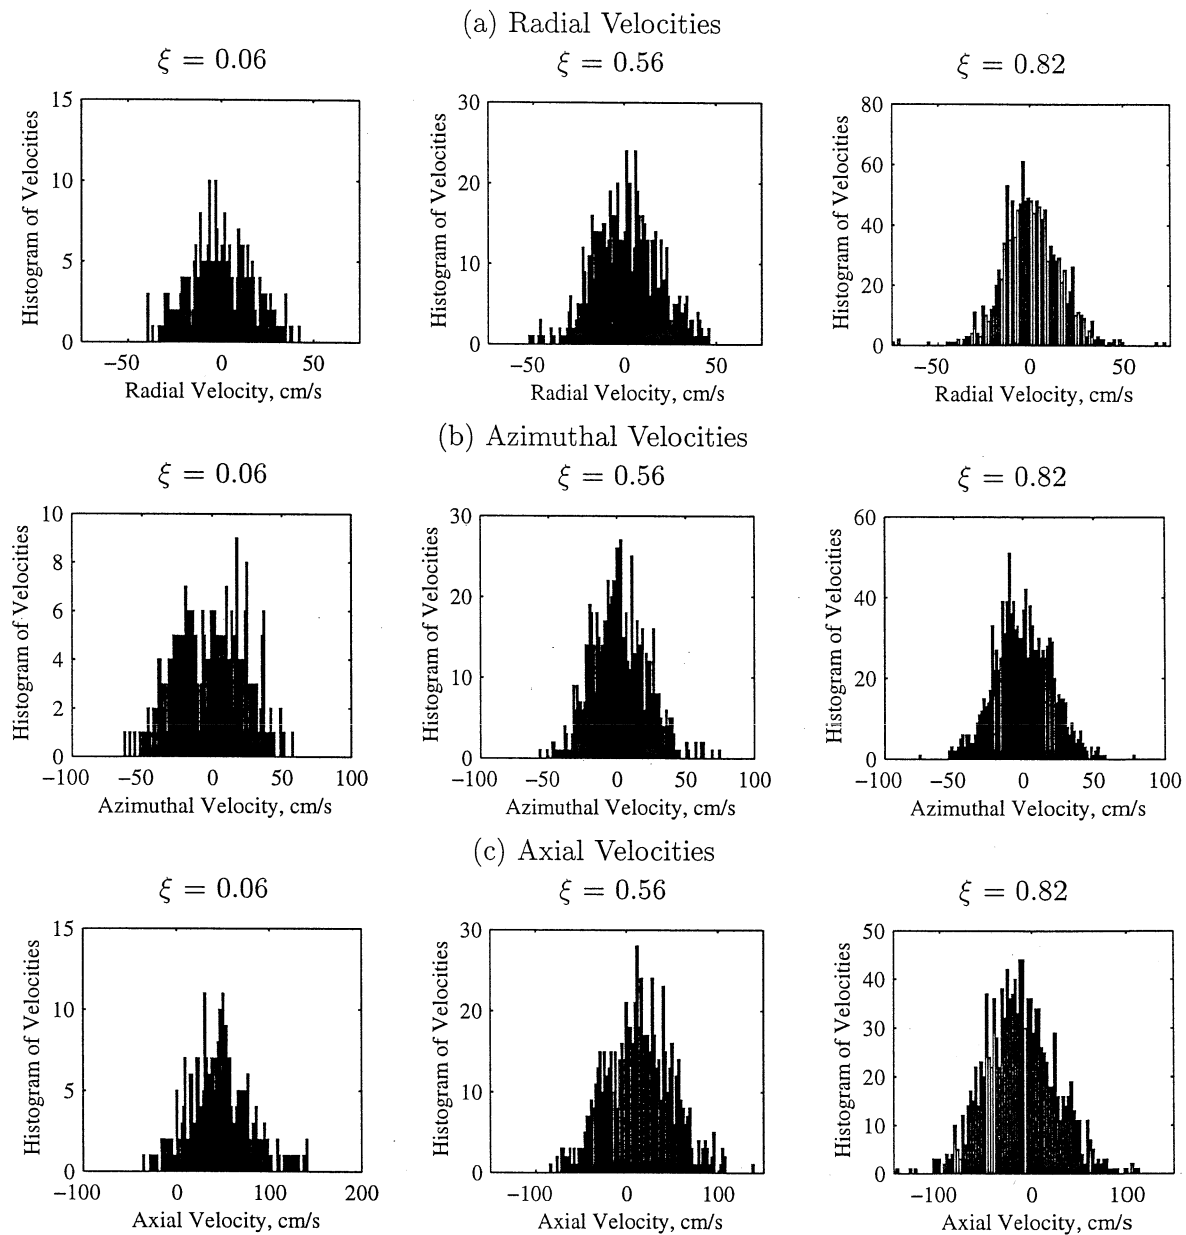 (a) Radial Velocities
ξ = 0.06
ξ = 0.56
ξ = 0.82
Histogram of Velocities
15
10
5
0
−50
0
50
Radial Velocity, cm/s
Histogram of Velocities
30
20
10
0
−50
0
50
Radial Velocity, cm/s
Histogram of Velocities
80
60
40
20
0
−50
0
50
Radial Velocity, cm/s
(b) Azimuthal Velocities
ξ = 0.06
ξ = 0.56
ξ = 0.82
Histogram of Velocities
10
8
6
4
2
0
−100
−50
0
50
100
Azimuthal Velocity, cm/s
Histogram of Velocities
30
20
10
0
−100
−50
0
50
100
Azimuthal Velocity, cm/s
Histogram of Velocities
60
40
20
0
−100
−50
0
50
100
Azimuthal Velocity, cm/s
(c) Axial Velocities
ξ = 0.06
ξ = 0.56
ξ = 0.82
Histogram of Velocities
15
10
5
0
−100
0
100
200
Axial Velocity, cm/s
Histogram of Velocities
30
20
10
0
−100
0
100
Axial Velocity, cm/s
Histogram of Velocities
50
40
30
20
10
0
−100
0
100
Axial Velocity, cm/s